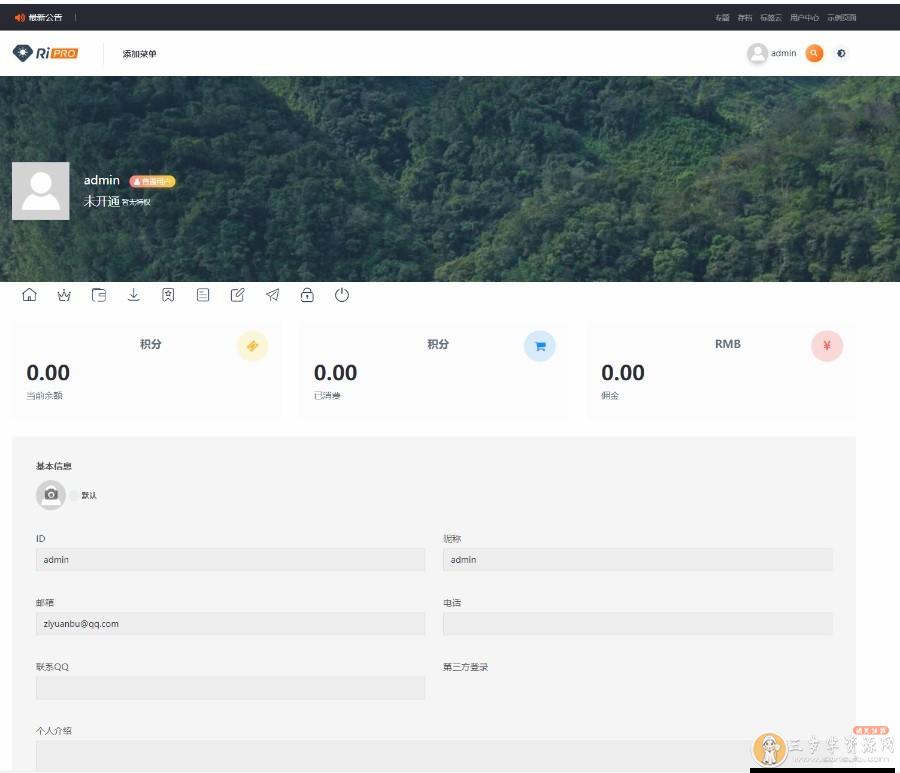 最新公告
专题 存档 标签云 用户中心 示例页面
RiPRO
添加菜单
admin
admin 普通用户
未开通 暂无特权
积分
0.00
当前余额
积分
0.00
已消费
RMB
¥
0.00
佣金
基本信息
默认
ID
admin
昵称
admin
邮箱
ziyuanbu@qq.com
电话
联系QQ
第三方登录
个人介绍
三岁半资源网